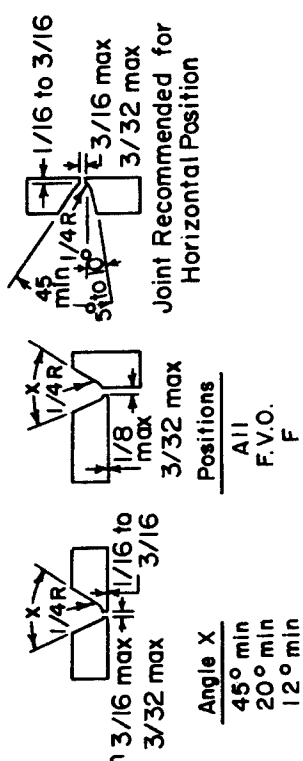 X
1/4R
n 3/16 max
3/32 max
1/16 to
3/16
X
1/4R
1/8
max
3/32 max
45
min
1/4R
5° to 10°
1/16 to 3/16
3/16 max
3/32 max
Joint Recommended for
Horizontal Position
Angle X Positions
45° min All
20° min F.V.O.
12° min F